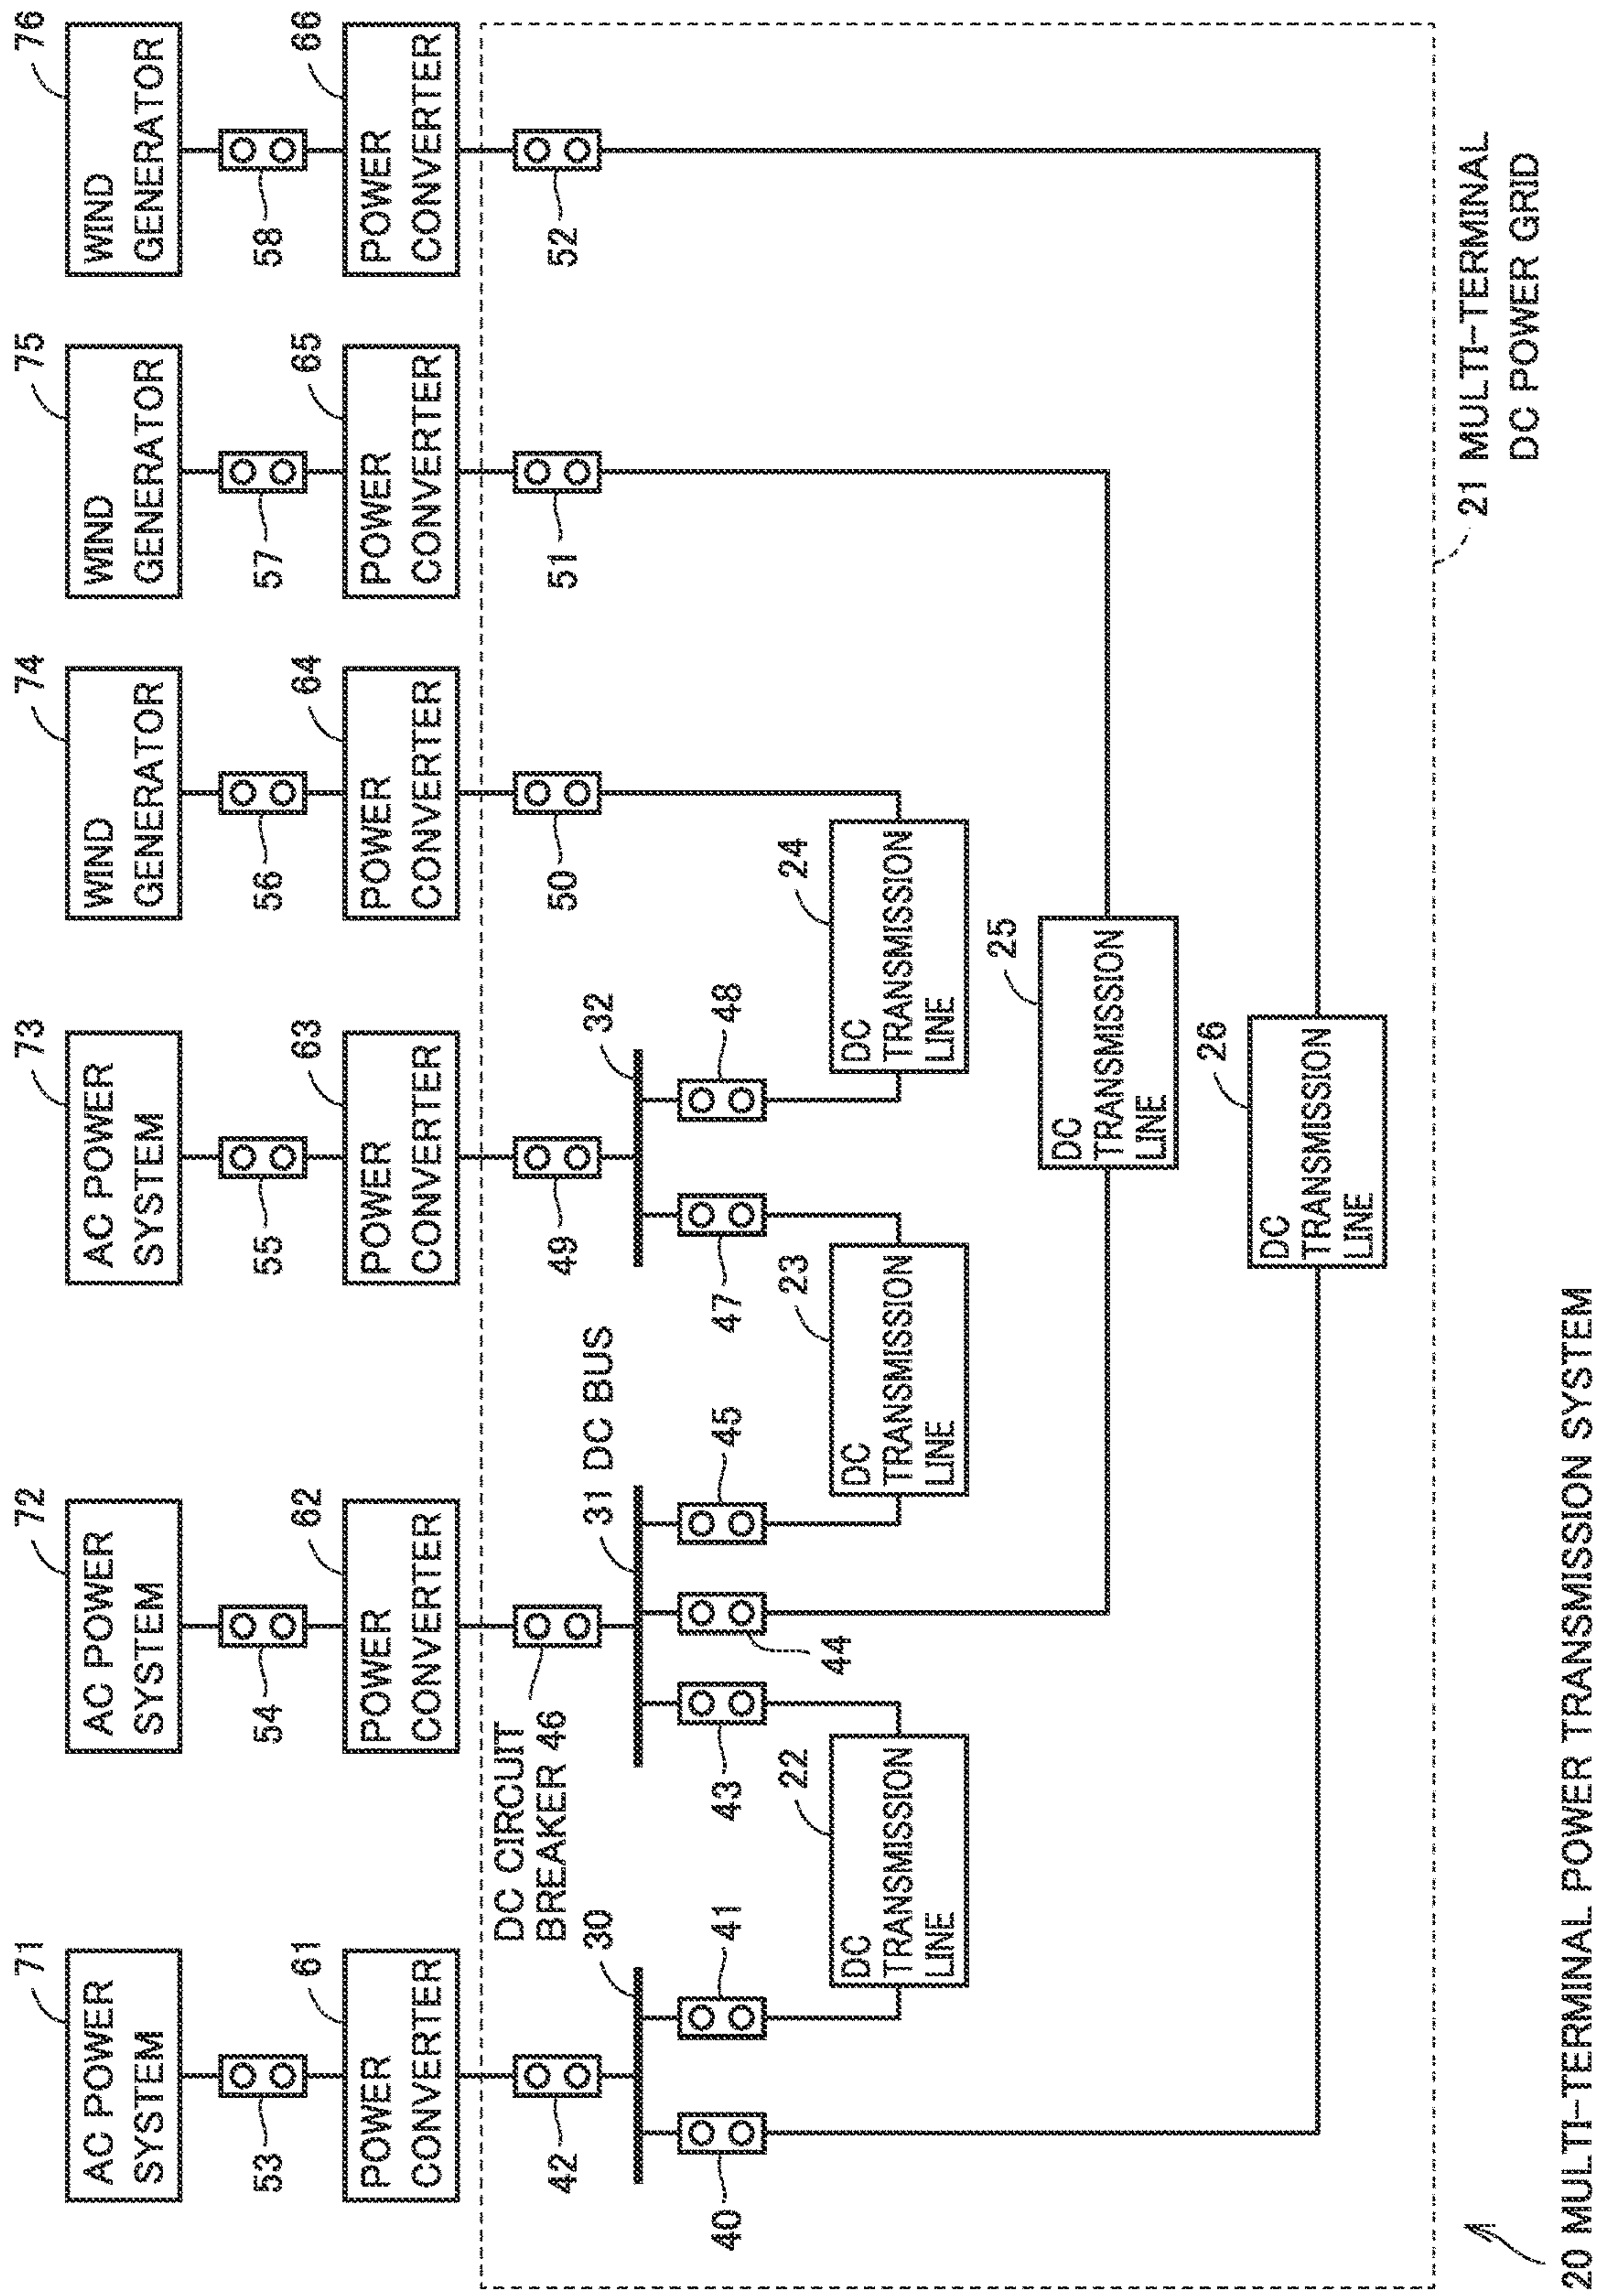 71
AC POWER
SYSTEM
72
AC POWER
SYSTEM
73
AC POWER
SYSTEM
74
WIND
GENERATOR
75
WIND
GENERATOR
76
WIND
GENERATOR
53
54
55
56
57
58
61
POWER
CONVERTER
62
POWER
CONVERTER
63
POWER
CONVERTER
64
POWER
CONVERTER
65
POWER
CONVERTER
66
POWER
CONVERTER
42
DC CIRCUIT
BREAKER 46
49
50
51
52
30
31 DC BUS
32
40
41
43
44
45
47
48
22
DC
TRANSMISSION
LINE
23
DC
TRANSMISSION
LINE
24
DC
TRANSMISSION
LINE
25
DC
TRANSMISSION
LINE
26
DC
TRANSMISSION
LINE
21 MULTI-TERMINAL
DC POWER GRID
20 MULTI-TERMINAL POWER TRANSMISSION SYSTEM